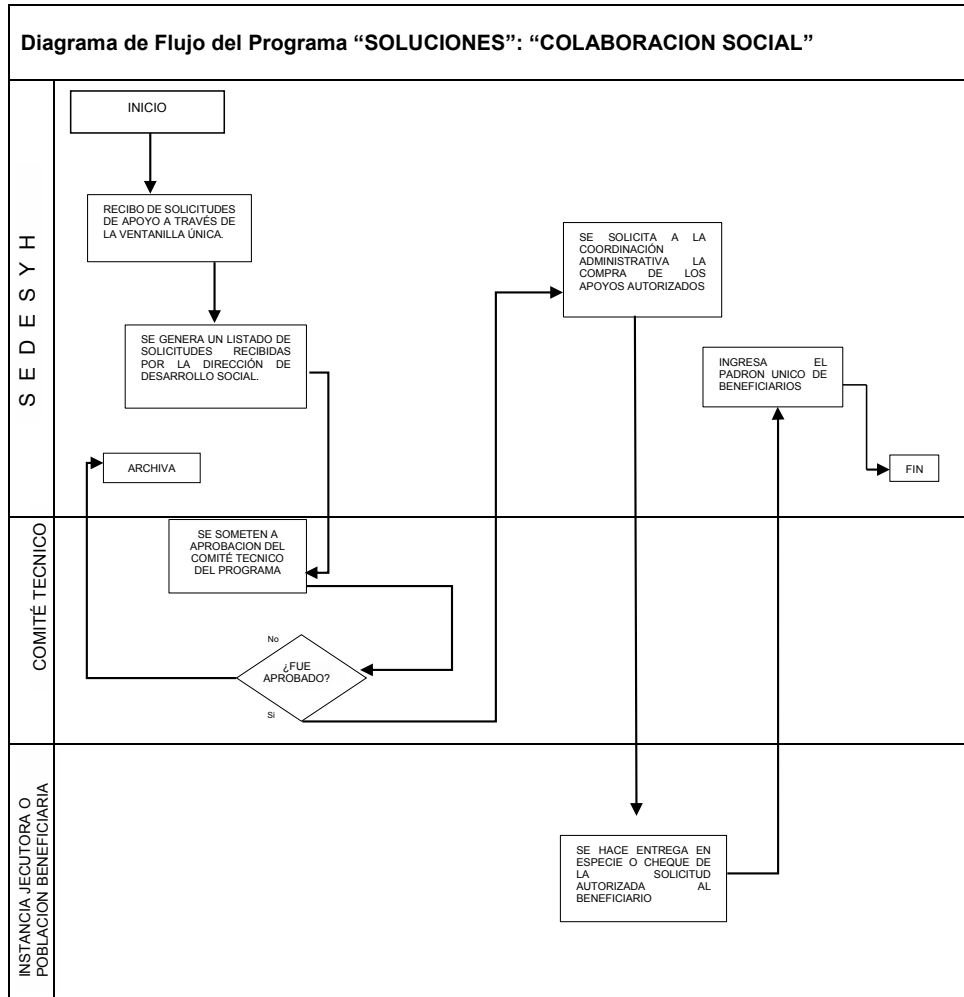 Diagrama de Flujo del Programa “SOLUCIONES”: “COLABORACION SOCIAL”
S E D E S Y H
INICIO
RECIBO DE SOLICITUDES
DE APOYO A TRAVÉS DE
LA VENTANILLA ÚNICA.
SE GENERA UN LISTADO DE
SOLICITUDES RECIBIDAS
POR LA DIRECCIÓN DE
DESARROLLO SOCIAL.
ARCHIVA
SE SOLICITA A LA
COORDINACIÓN
ADMINISTRATIVA LA
COMPRA DE LOS
APOYOS AUTORIZADOS
INGRESA EL
PADRON UNICO DE
BENEFICIARIOS
FIN
COMITÉ TECNICO
SE SOMETEN A
APROBACION DEL
COMITÉ TECNICO
DEL PROGRAMA
No
¿FUE
APROBADO?
Si
INSTANCIA JECUTORA O
POBLACION BENEFICIARIA
SE HACE ENTREGA EN
ESPECIE O CHEQUE DE
LA SOLICITUD
AUTORIZADA AL
BENEFICIARIO